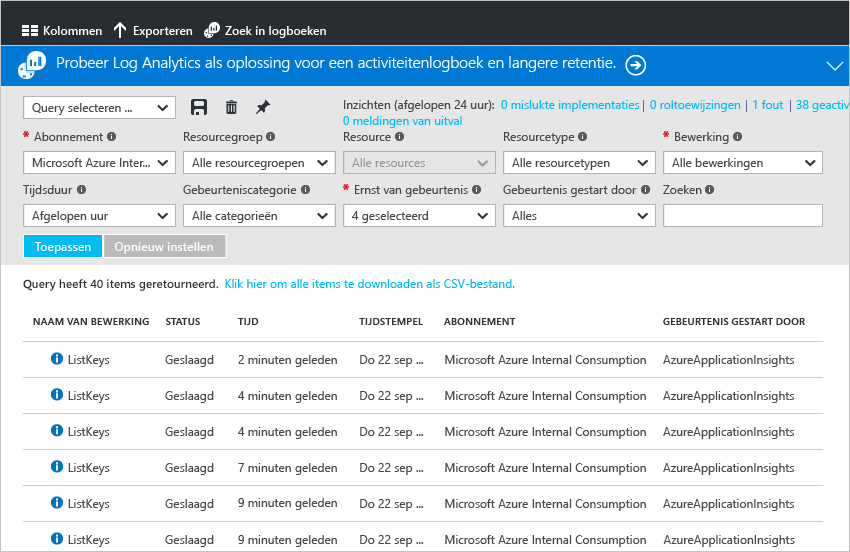 Kolommen Exporteren Zoek in logboeken
Probeer Log Analytics als oplossing voor een activiteitenlogboek en langere retentie.
Query selecteren ... Inzichten (afgelopen 24 uur): 0 mislukte implementaties | 0 roltoewijzingen | 1 fout | 38 geactiv
0 meldingen van uitval
* Abonnement Resourcegroep Resource Resourcetype * Bewerking
Microsoft Azure Inter... Alle resourcegroepen Alle resources Alle resourcetypen Alle bewerkingen
Tijdsduur Gebeurteniscategorie * Ernst van gebeurtenis Gebeurtenis gestart door Zoeken
Afgelopen uur Alle categorieën 4 geselecteerd Alles
Toepassen Opnieuw instellen
Query heeft 40 items geretourneerd. Klik hier om alle items te downloaden als CSV-bestand.
NAAM VAN BEWERKING STATUS TIJD TIJDSTEMPEL ABONNEMENT GEBEURTENIS GESTART DOOR
ListKeys Geslaagd 2 minuten geleden Do 22 sep ... Microsoft Azure Internal Consumption AzureApplicationInsights
ListKeys Geslaagd 4 minuten geleden Do 22 sep ... Microsoft Azure Internal Consumption AzureApplicationInsights
ListKeys Geslaagd 4 minuten geleden Do 22 sep ... Microsoft Azure Internal Consumption AzureApplicationInsights
ListKeys Geslaagd 7 minuten geleden Do 22 sep ... Microsoft Azure Internal Consumption AzureApplicationInsights
ListKeys Geslaagd 9 minuten geleden Do 22 sep ... Microsoft Azure Internal Consumption AzureApplicationInsights
ListKeys Geslaagd 9 minuten geleden Do 22 sep ... Microsoft Azure Internal Consumption AzureApplicationInsights